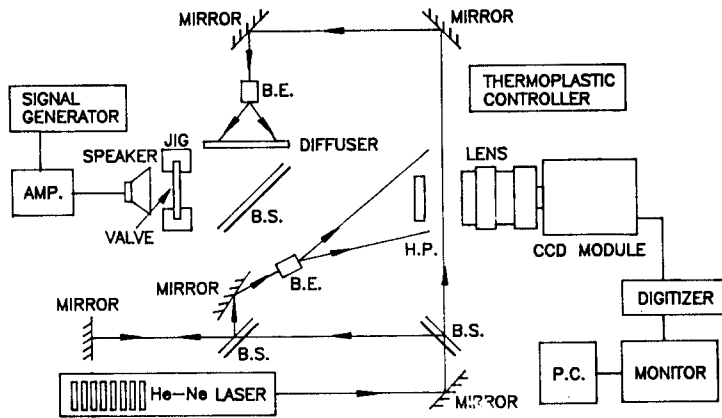 MIRROR
MIRROR
B.E.
THERMOPLASTIC
CONTROLLER
SIGNAL
GENERATOR
JIG
DIFFUSER
SPEAKER
LENS
AMP.
VALVE
B.S.
H.P.
CCD MODULE
B.E.
MIRROR
MIRROR
DIGITIZER
B.S.
B.S.
He-Ne LASER
P.C.
MONITOR
MIRROR